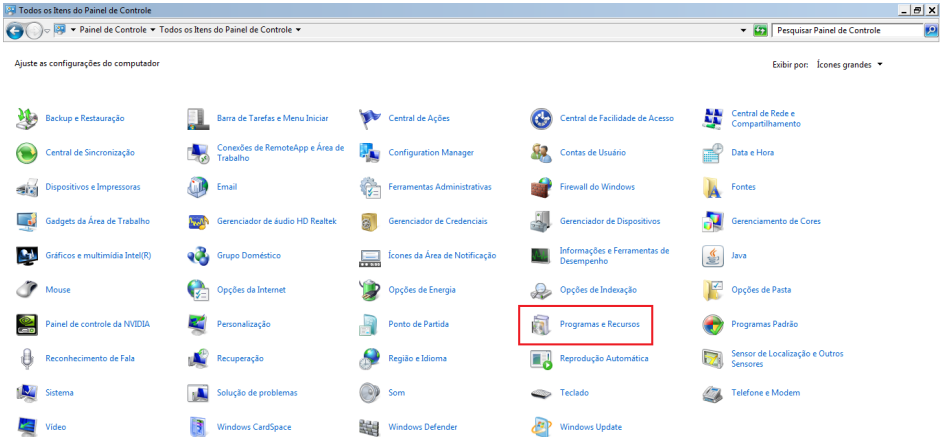 Todos os Itens do Painel de Controle
Painel de Controle Todos os Itens do Painel de Controle
Pesquisar Painel de Controle
Ajuste as configurações do computador
Exibir por: Ícones grandes
Backup e Restauração
Barra de Tarefas e Menu Iniciar
Central de Ações
Central de Facilidade de Acesso
Central de Rede e
Compartilhamento
Central de Sincronização
Conexões de RemoteApp e Área de
Trabalho
Configuration Manager
Contas de Usuário
Data e Hora
Dispositivos e Impressoras
Email
Ferramentas Administrativas
Firewall do Windows
Fontes
Gadgets da Área de Trabalho
Gerenciador de áudio HD Realtek
Gerenciador de Credenciais
Gerenciador de Dispositivos
Gerenciamento de Cores
Gráficos e multimídia Intel(R)
Grupo Doméstico
Ícones da Área de Notificação
Informações e Ferramentas de
Desempenho
Java
Mouse
Opções da Internet
Opções de Energia
Opções de Indexação
Opções de Pasta
Painel de controle da NVIDIA
Personalização
Ponto de Partida
Programas e Recursos
Programas Padrão
Reconhecimento de Fala
Recuperação
Região e Idioma
Reprodução Automática
Sensor de Localização e Outros
Sensores
Sistema
Solução de problemas
Som
Teclado
Telefone e Modem
Vídeo
Windows CardSpace
Windows Defender
Windows Update